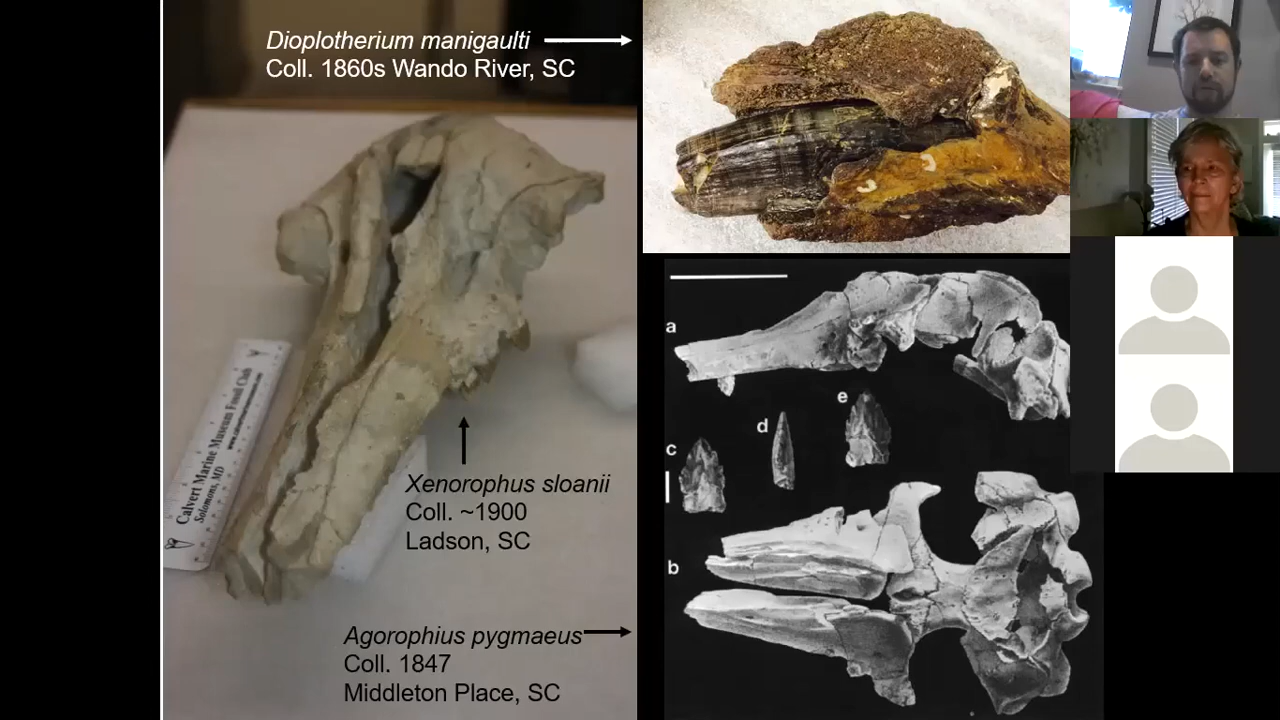 Dioplotherium manigaulti
Coll. 1860s Wando River, SC
Calvert Marine Museum Fossil Club
Solomons, MD
Xenorophus sloanii
Coll. ~1900
Ladson, SC
Agorophius pygmaeus
Coll. 1847
Middleton Place, SC
a
e
d
c
b